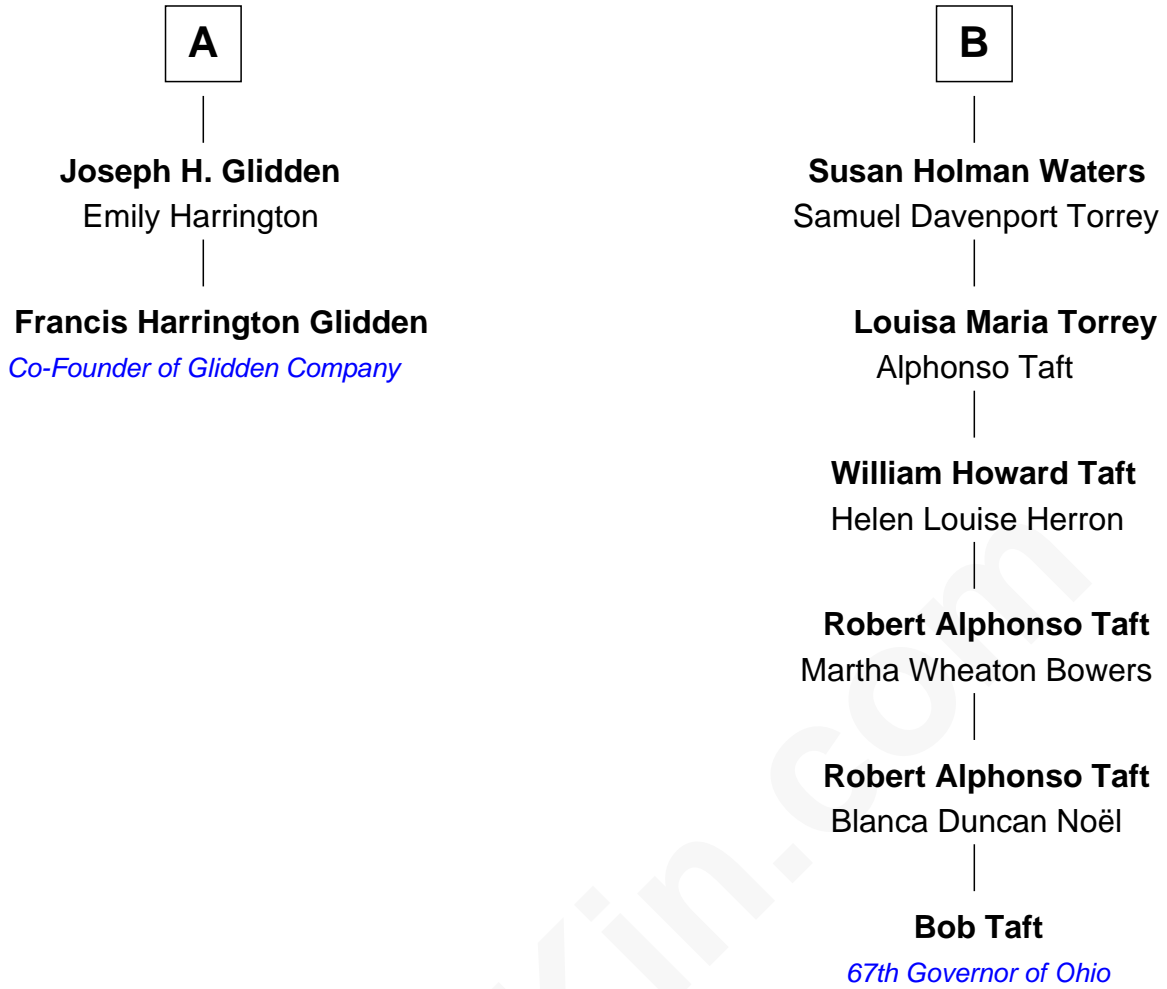 A
Joseph H. Glidden
Emily Harrington
Francis Harrington Glidden
Co-Founder of Glidden Company
B
Susan Holman Waters
Samuel Davenport Torrey
Louisa Maria Torrey
Alphonso Taft
William Howard Taft
Helen Louise Herron
Robert Alphonso Taft
Martha Wheaton Bowers
Robert Alphonso Taft
Blanca Duncan Noël
Bob Taft
67th Governor of Ohio
Kin.com